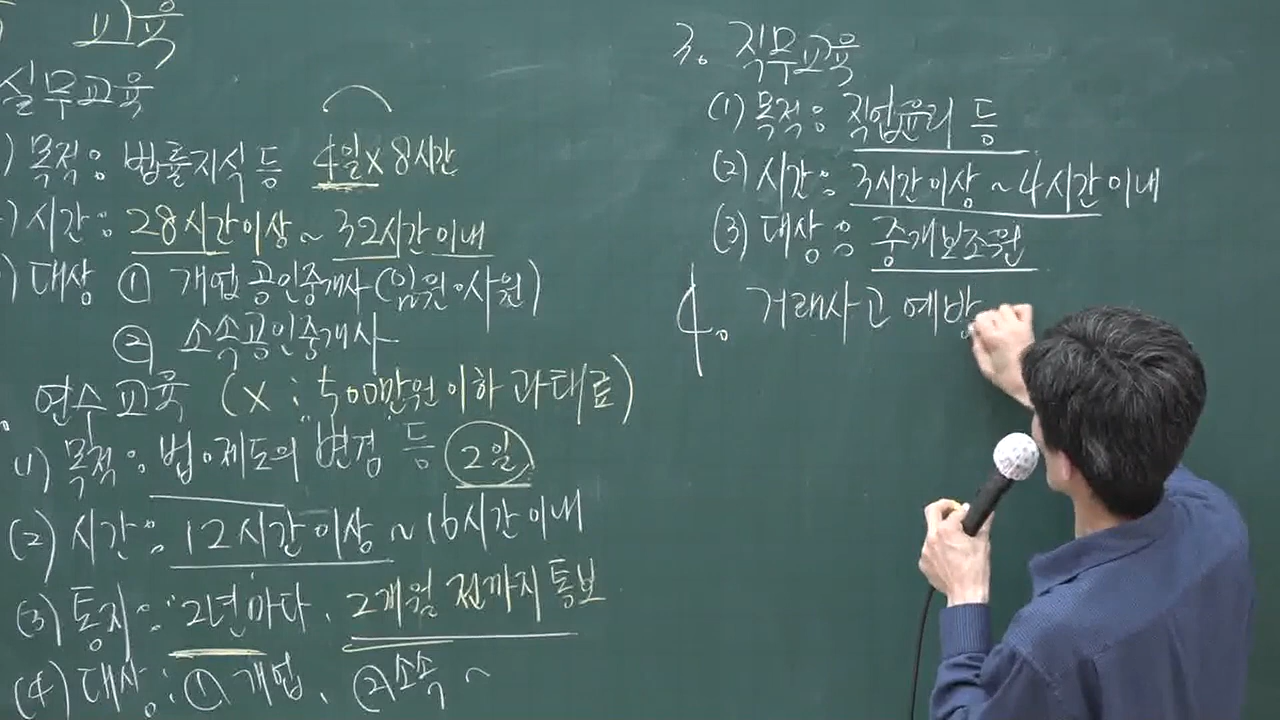 교육
실무교육
) 목적 : 법률지식 등 4일x8시간
) 시간 : 28시간이상 ~ 32시간이내
) 대상 ① 개업공인중개사(임원·사원)
② 소속공인중개사
연수교육 (x : 500만원이하 과태료)
(1) 목적 : 법·제도의 변경 등 2일
(2) 시간 : 12시간이상 ~ 16시간이내
(3) 통지 : 2년마다. 2개월 전까지 통보
(4) 대상 : ① 개업、② 소속 ~
3. 직무교육
(1) 목적 : 직업윤리 등
(2) 시간 : 3시간이상 ~ 4시간이내
(3) 대상 : 중개보조원
4. 거래사고 예방